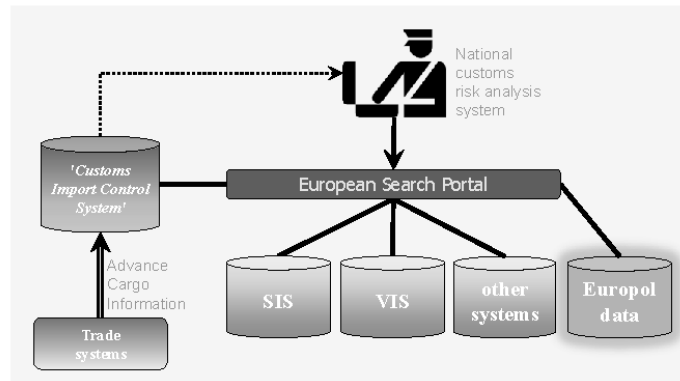 National
customs
risk analysis
system
'Customs
Import Control
System'
European Search Portal
Advance
Cargo
Information
SIS
VIS
other
systems
Europol
data
Trade
systems